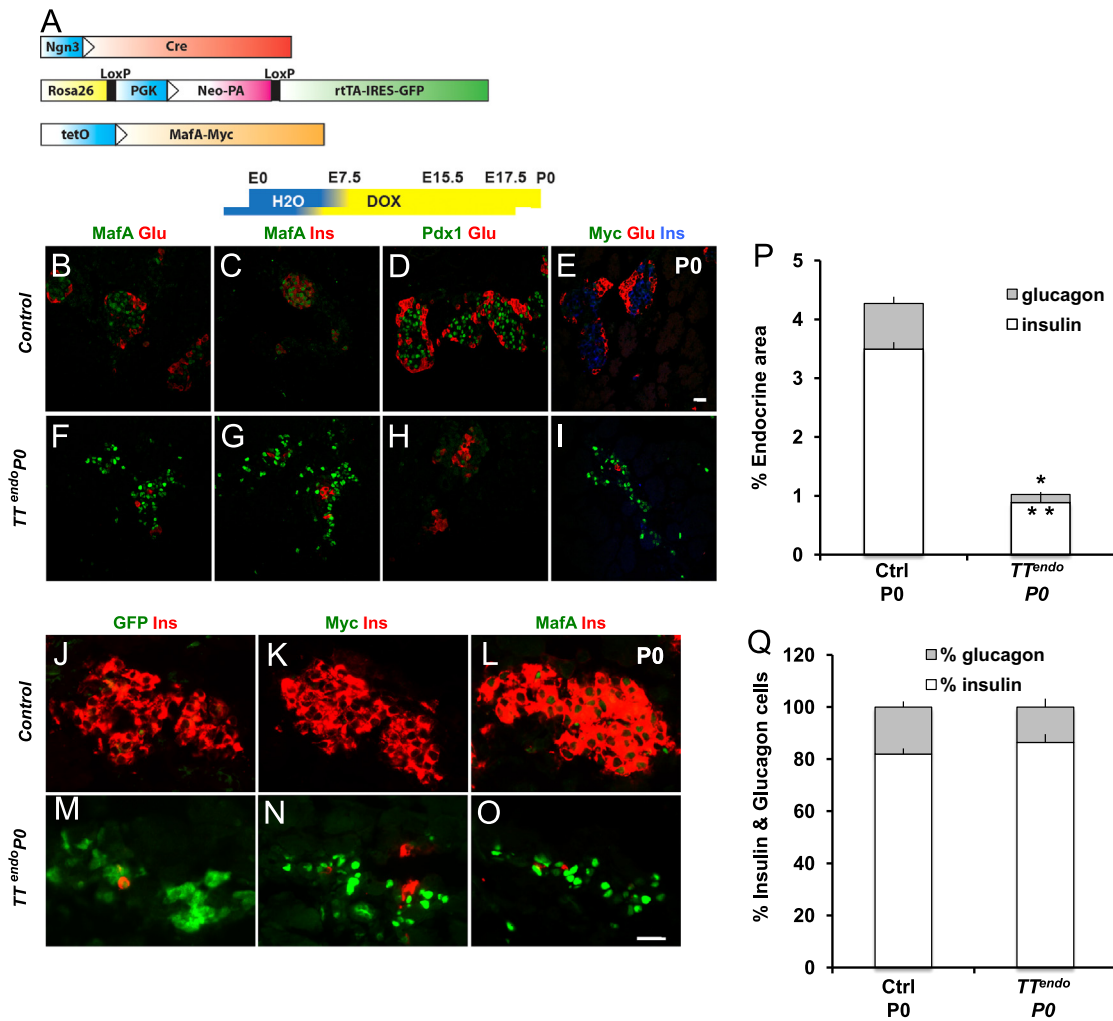 A
Ngn3 Cre
LoxP LoxP
Rosa26 PGK Neo-PA rtTA-IRES-GFP
tetO MafA-Myc
E0 E7.5 E15.5 E17.5 P0
H2O DOX
MafA Glu MafA Ins Pdx1 Glu Myc Glu Ins
Control
B C D E P0
TT endo P0
F G H I
GFP Ins Myc Ins MafA Ins
Control
J K L P0
TT endo P0
M N O
P
% Endocrine area
5
4
3
2
1
0
glucagon
insulin
*
* *
Ctrl P0
TTendo P0
Q
% Insulin & Glucagon cells
120
100
80
60
40
20
0
% glucagon
% insulin
Ctrl P0
TTendo P0